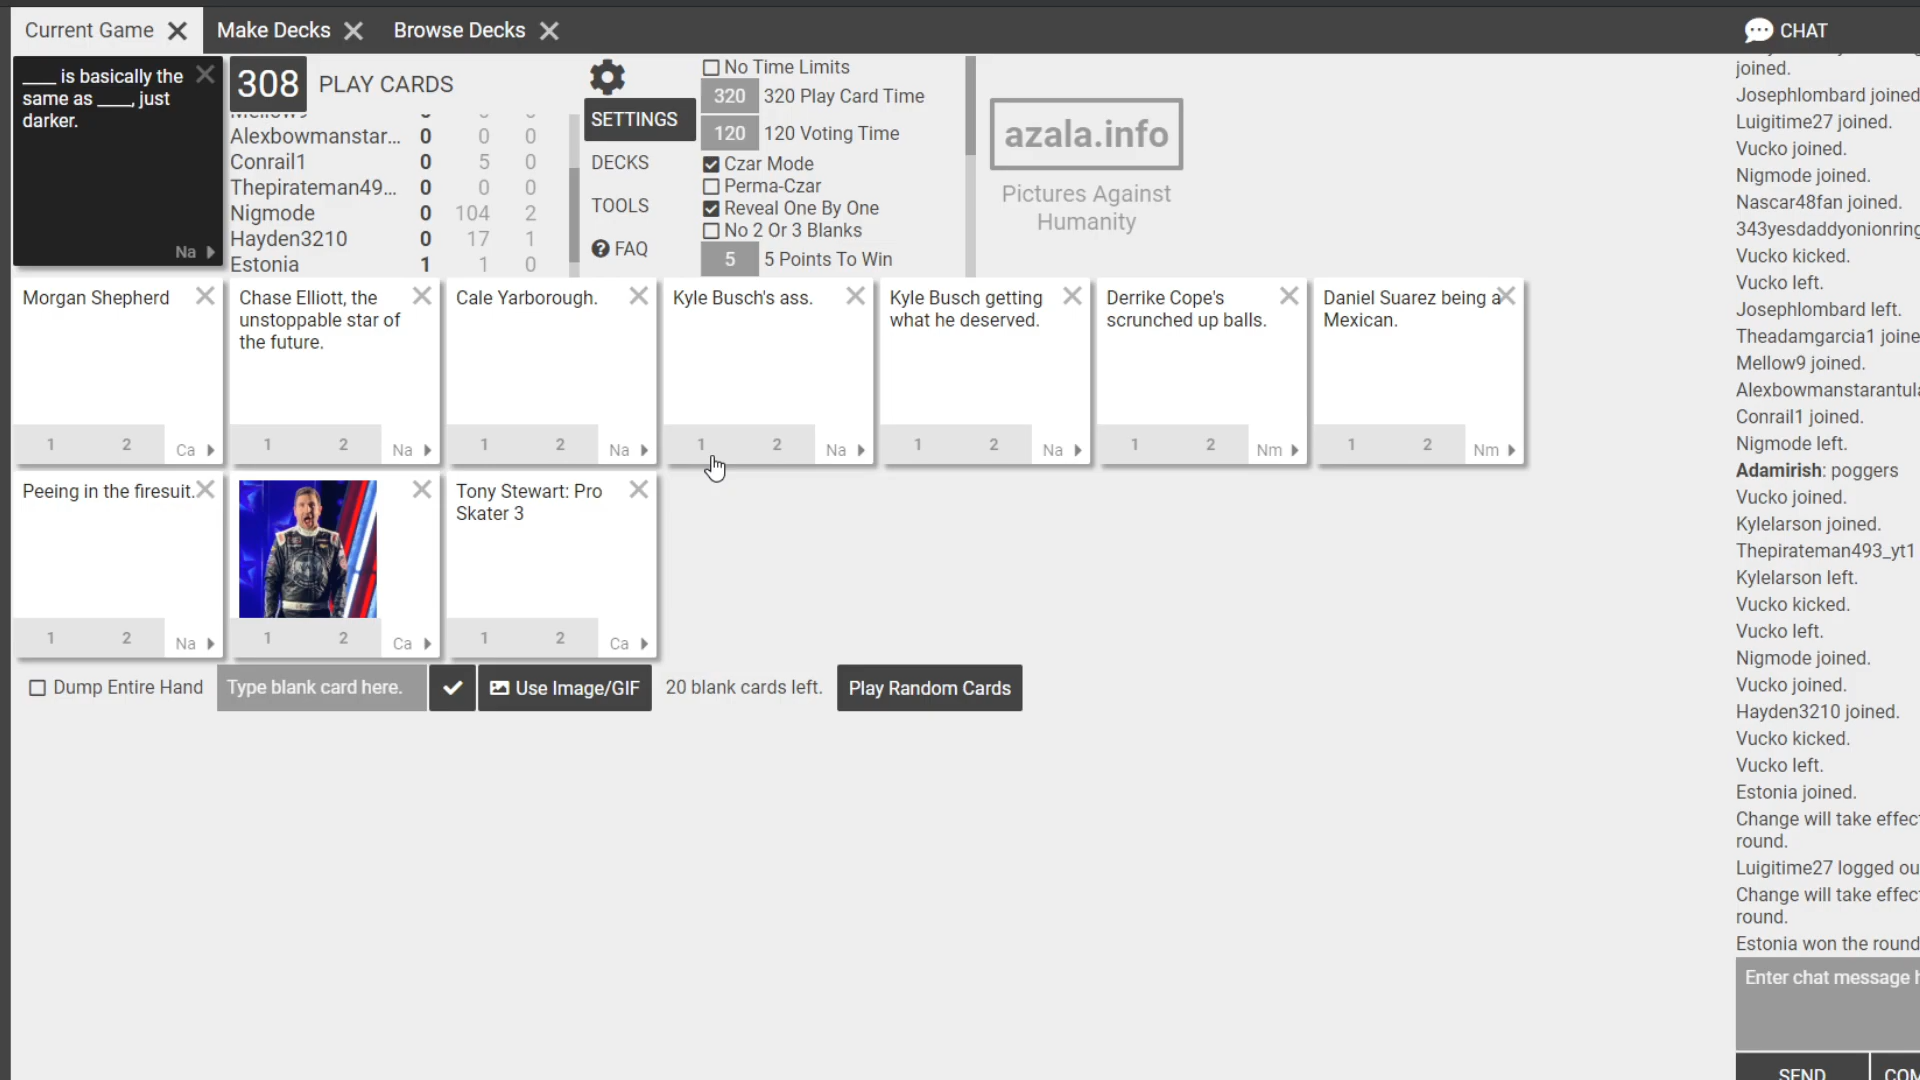 Current Game
Make Decks
Browse Decks
CHAT
____ is basically the
same as ____, just
darker.
Na
308 PLAY CARDS
Alexbowmanstar... 0 0 0
Conrail1 0 5 0
Thepirateman49... 0 0 0
Nigmode 0 104 2
Hayden3210 0 17 1
Estonia 1 1 0
SETTINGS
DECKS
TOOLS
? FAQ
No Time Limits
320 320 Play Card Time
120 120 Voting Time
Czar Mode
Perma-Czar
Reveal One By One
No 2 Or 3 Blanks
5 5 Points To Win
azala.info
Pictures Against
Humanity
Morgan Shepherd
1 2 Ca
Chase Elliott, the
unstoppable star of
the future.
1 2 Na
Cale Yarborough.
1 2 Na
Kyle Busch's ass.
1 2 Na
Kyle Busch getting
what he deserved.
1 2 Na
Derrike Cope's
scrunched up balls.
1 2 Nm
Daniel Suarez being a
Mexican.
1 2 Nm
Peeing in the firesuit.
1 2 Na
1 2 Ca
Tony Stewart: Pro
Skater 3
1 2 Ca
Dump Entire Hand
Type blank card here.
Use Image/GIF
20 blank cards left.
Play Random Cards
joined.
Josephlombard joined
Luigitime27 joined.
Vucko joined.
Nigmode joined.
Nascar48fan joined.
343yesdaddyonionring
Vucko kicked.
Vucko left.
Josephlombard left.
Theadamgarcia1 joine
Mellow9 joined.
Alexbowmanstarantula
Conrail1 joined.
Nigmode left.
Adamirish: poggers
Vucko joined.
Kylelarson joined.
Thepirateman493_yt1
Kylelarson left.
Vucko kicked.
Vucko left.
Nigmode joined.
Vucko joined.
Hayden3210 joined.
Vucko kicked.
Vucko left.
Estonia joined.
Change will take effec
round.
Luigitime27 logged ou
Change will take effec
round.
Estonia won the round
Enter chat message h
SEND
COM